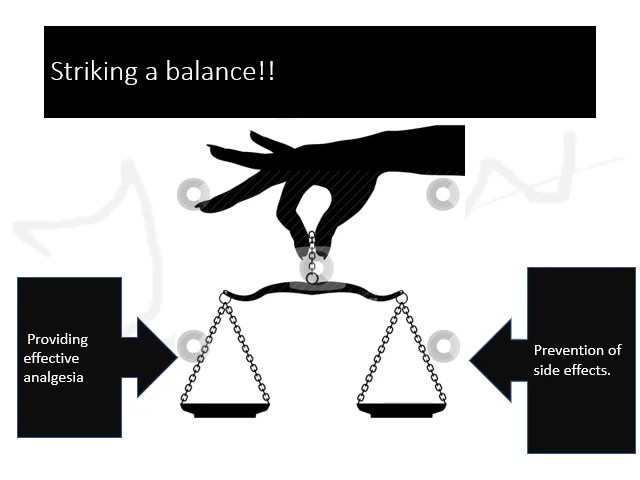 Striking a balance!!
Providing
effective
analgesia
Prevention of
side effects.